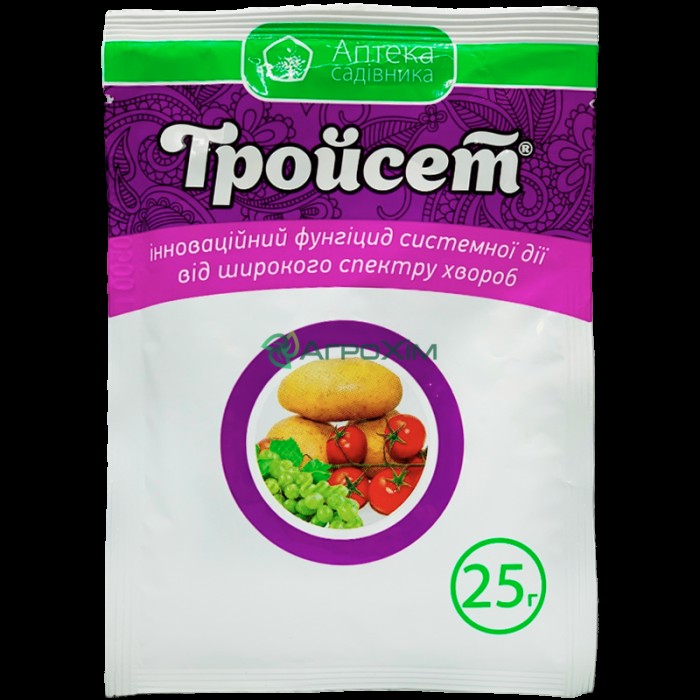 Аптека
садівника
Тройсет®
інноваційний фунгіцид системної дії
від широкого спектру хвороб
АГРОХІМ
25г